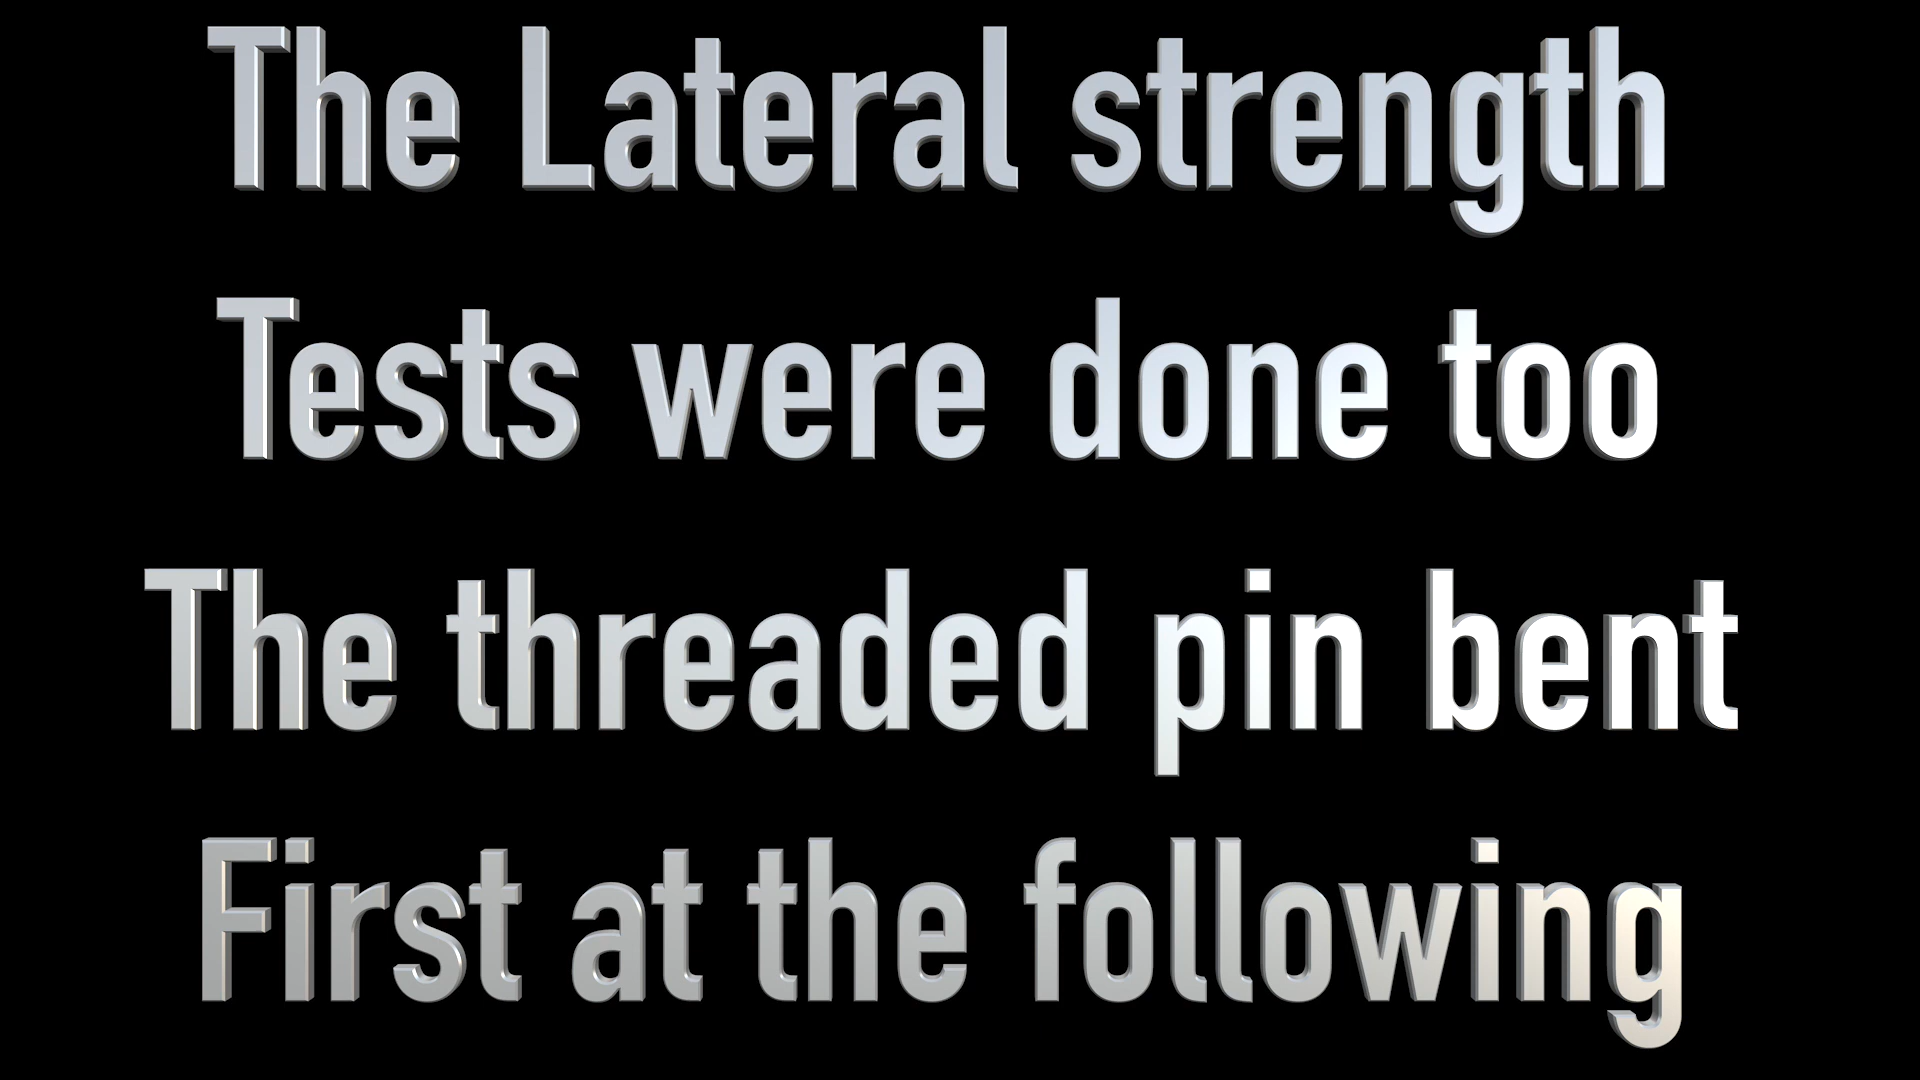 The Lateral strength
Tests were done too
The threaded pin bent
First at the following